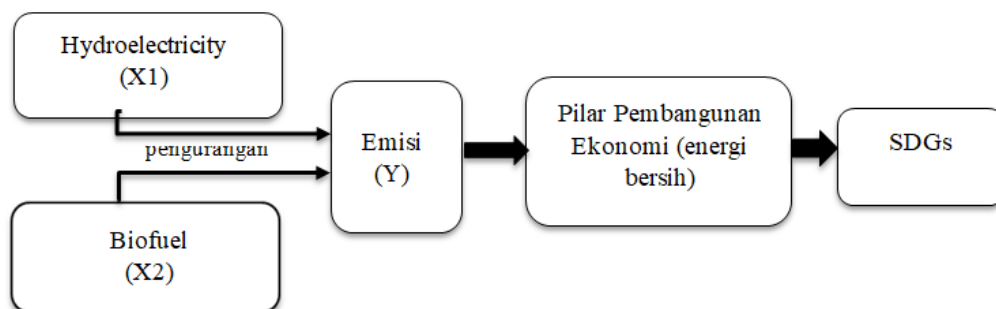 Hydroelectricity
(X1)
pengurangan
Emisi
(Y)
Pilar Pembangunan
Ekonomi (energi
bersih)
SDGs
Biofuel
(X2)